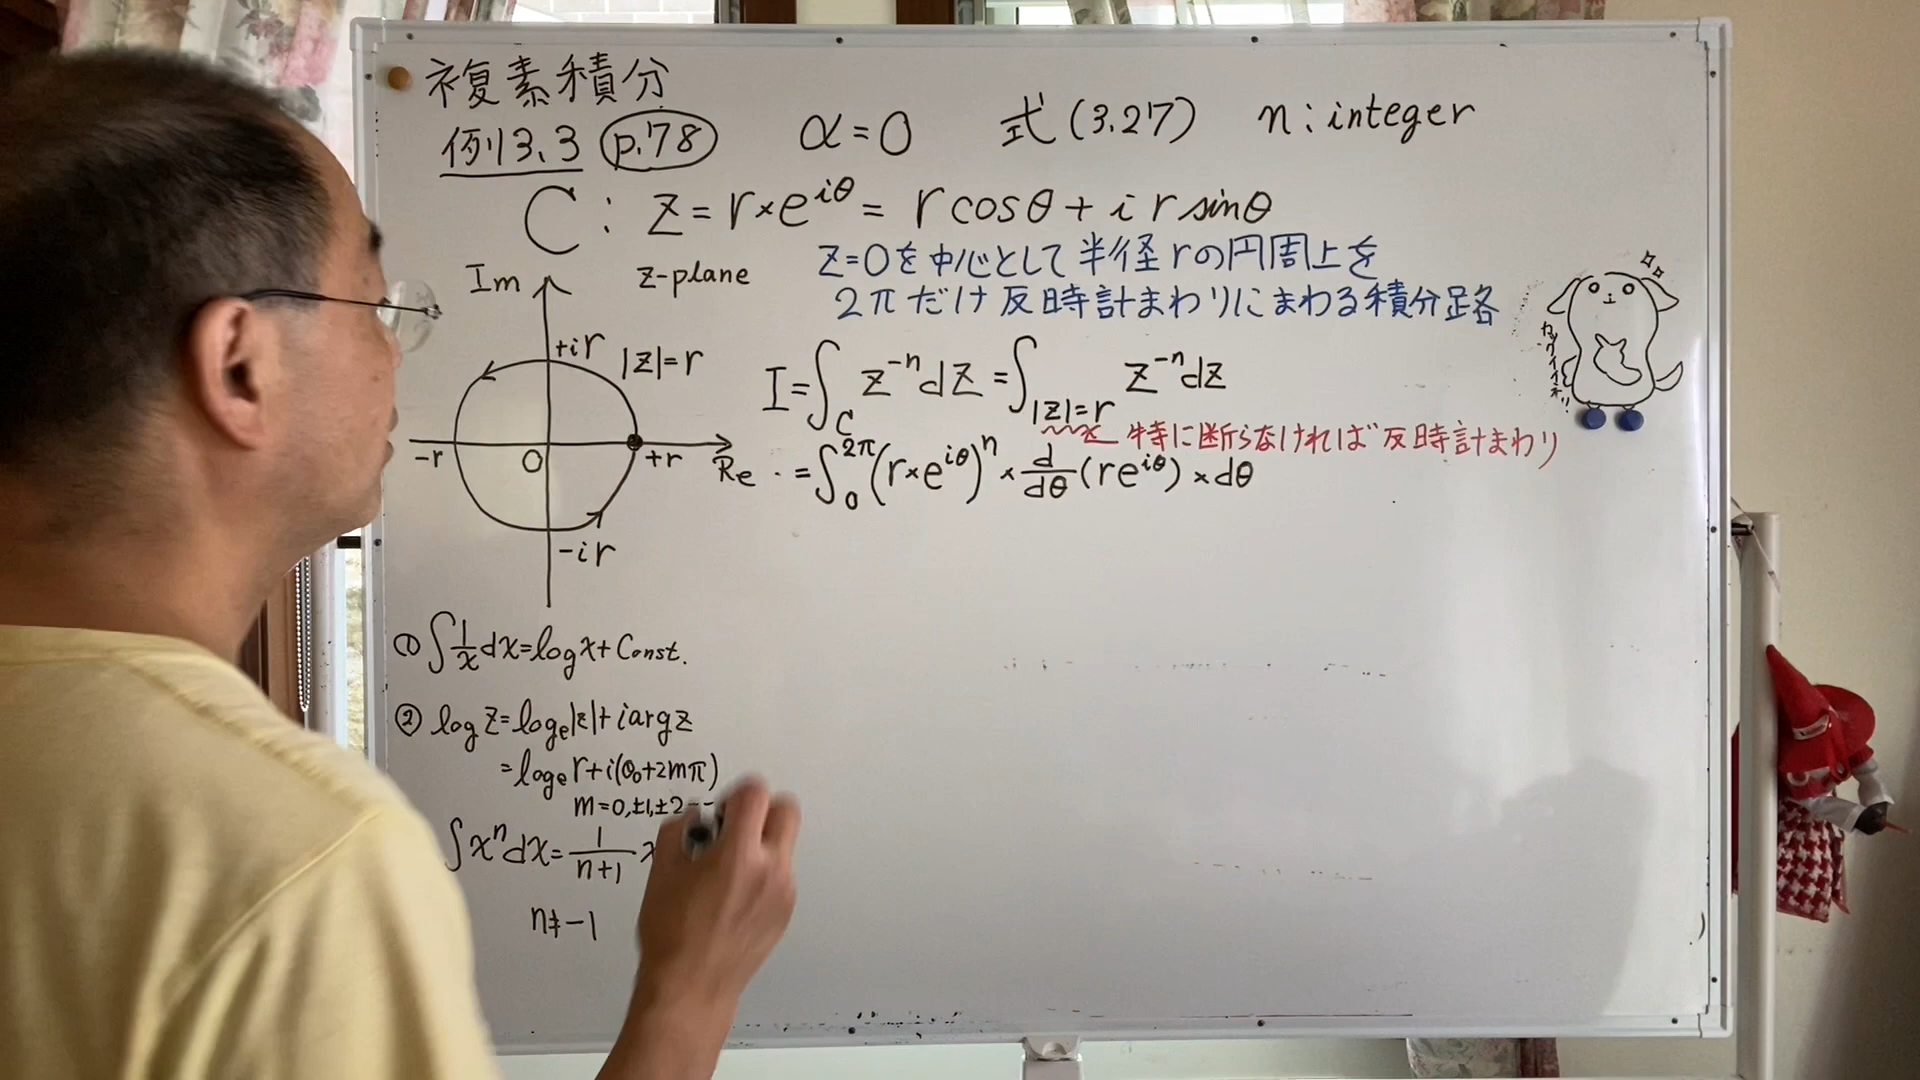 複素積分
例13.3 p.78 α=0 式(3.27) n:integer
C: z=r×e^{iθ}=r cosθ+i r sinθ
z=0を中心として半径rの円周上を
2πだけ反時計まわりにまわる積分路
Im z-plane
+ir |z|=r
-r O +r Re
-ir
I=∫_C z^{-n}dz=∫_{|z|=r} z^{-n}dz
特に断らなければ反時計まわり
=∫_0^{2π}(r×e^{iθ})^n×d/dθ(re^{iθ})×dθ
① ∫1/x dx=log x+Const.
② log z=log_e|z|+i arg z
=log_e r+i(θ_0+2mπ)
m=0,±1,±2--
∫x^n dx=1/(n+1) x
n≠-1